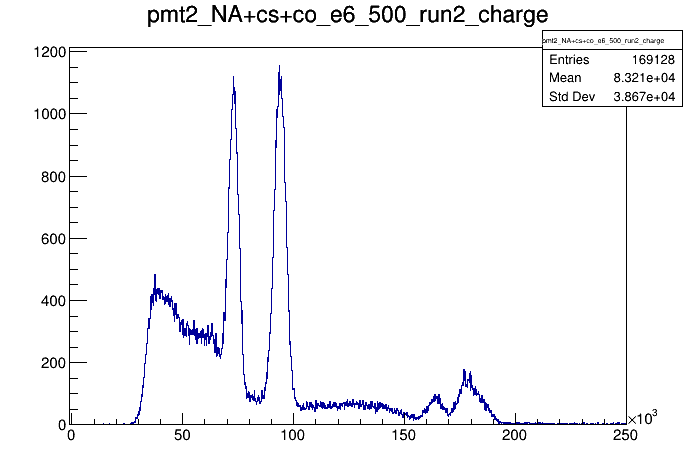 pmt2_NA+cs+co_e6_500_run2_charge
pmt2_NA+cs+co_e6_500_run2_charge
Entries 169128
Mean 8.321e+04
Std Dev 3.867e+04
1200
1000
800
600
400
200
0
0 50 100 150 200 250
×10³